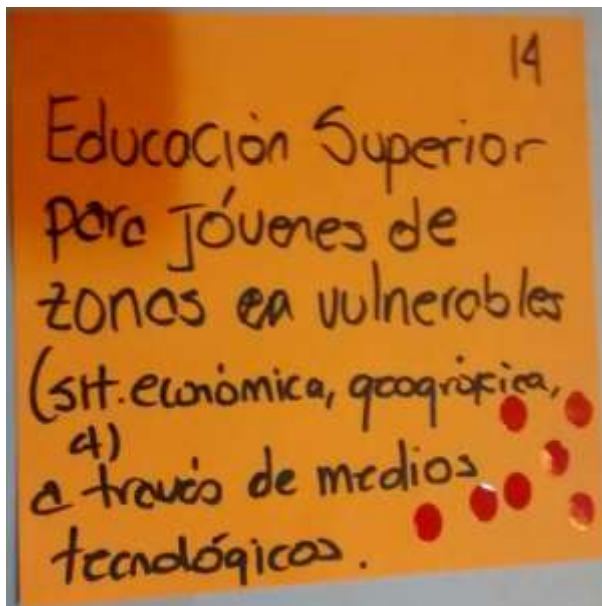 14
Educación Superior
para jóvenes de
zonas en vulnerables
(sit. económica, geográfica,
4)
a través de medios
tecnológicos.